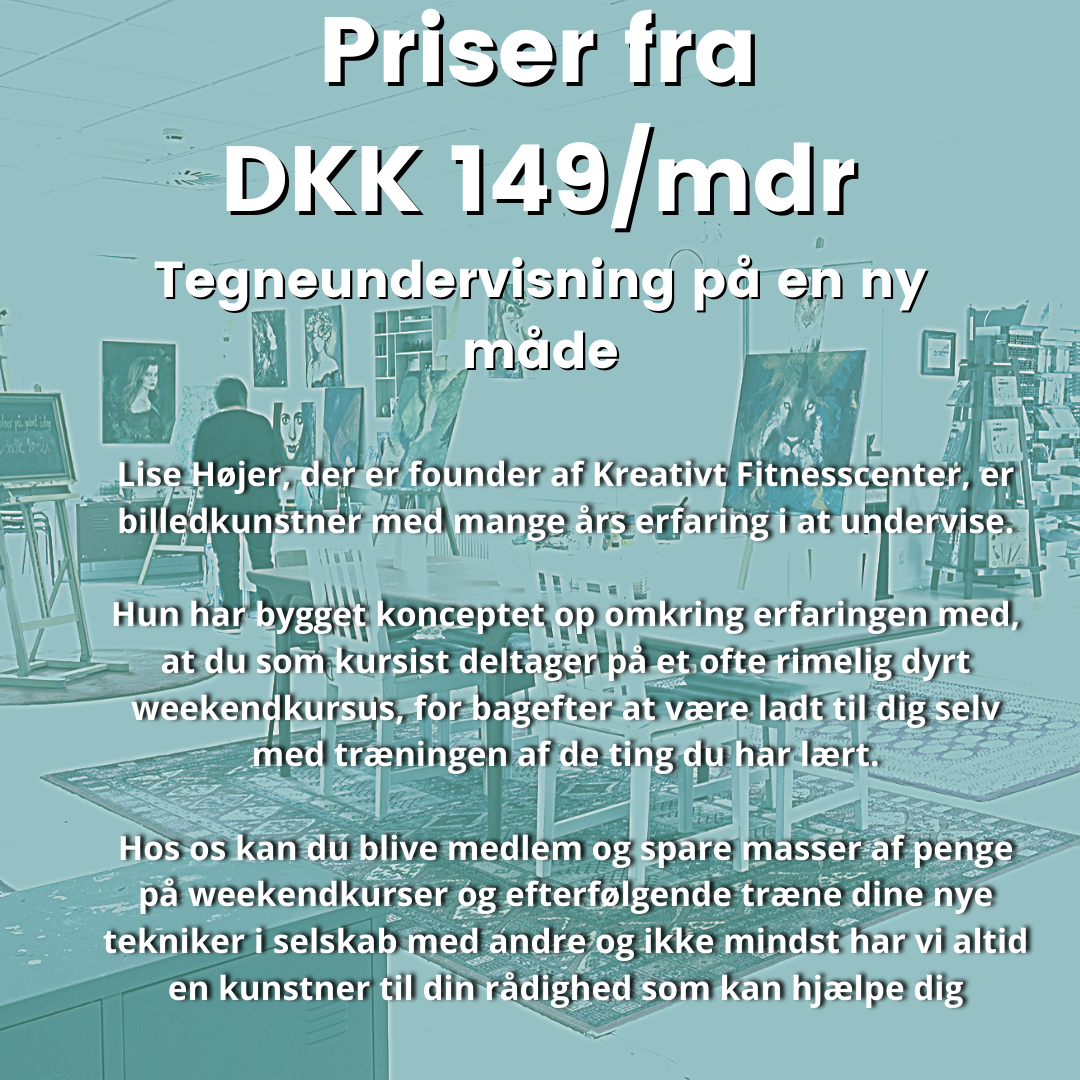 Priser fra
DKK 149/mdr
Tegneundervisning på en ny
måde
Lise Højer, der er founder af Kreativt Fitnesscenter, er
billedkunstner med mange års erfaring i at undervise.
Hun har bygget konceptet op omkring erfaringen med,
at du som kursist deltager på et ofte rimelig dyrt
weekendkursus, for bagefter at være ladt til dig selv
med træningen af de ting du har lært.
Hos os kan du blive medlem og spare masser af penge
på weekendkurser og efterfølgende træne dine nye
tekniker i selskab med andre og ikke mindst har vi altid
en kunstner til din rådighed som kan hjælpe dig